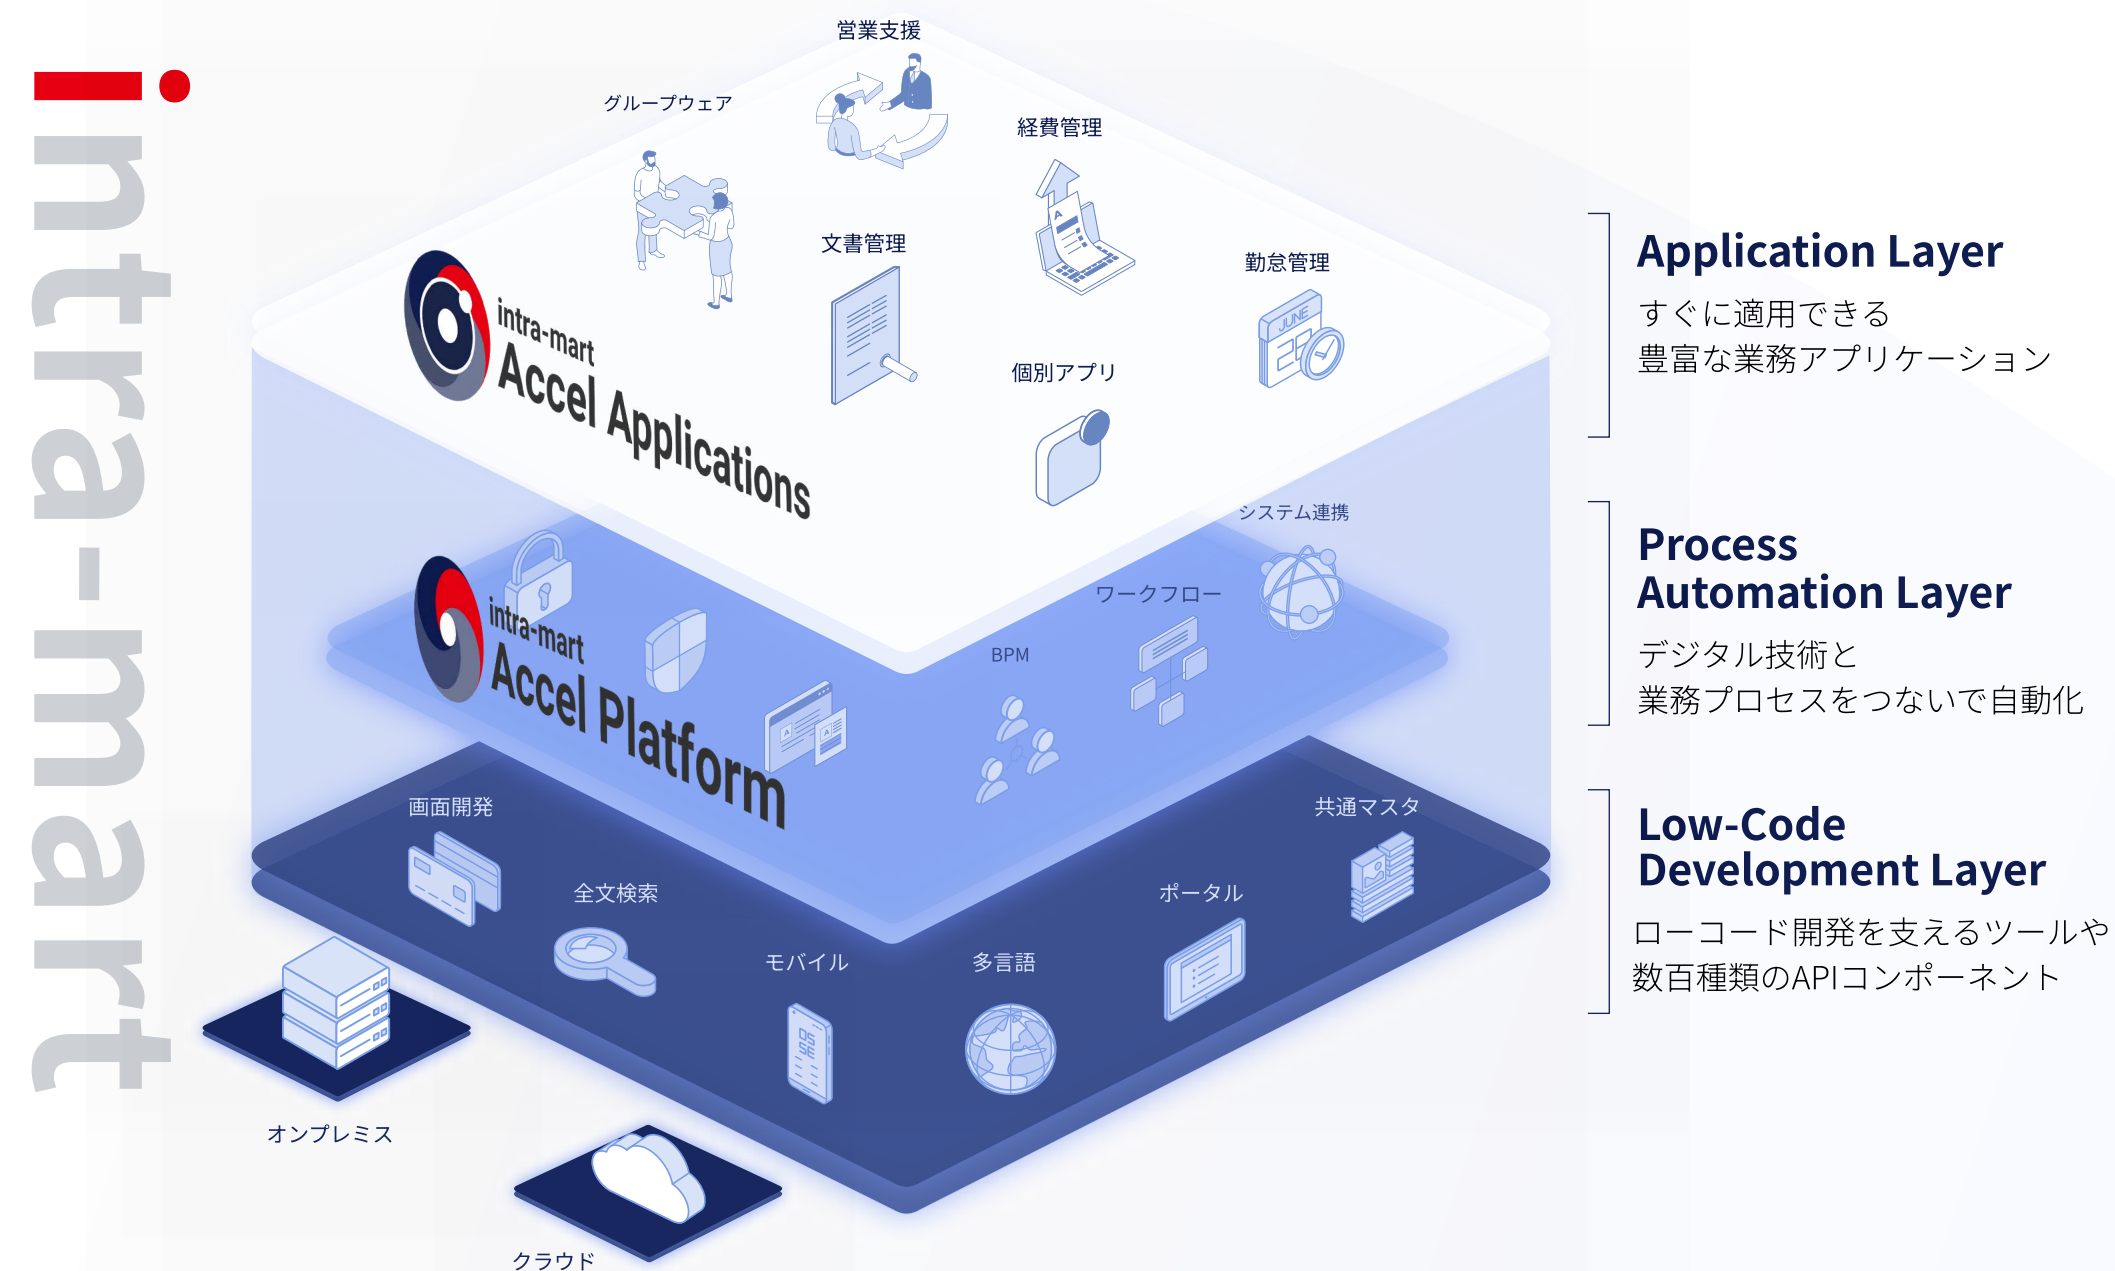 intra-mart
営業支援
グループウェア
経費管理
文書管理
勤怠管理
JUNE
個別アプリ
intra-mart
Accel Applications
システム連携
ワークフロー
BPM
intra-mart
Accel Platform
画面開発
全文検索
モバイル
多言語
ポータル
共通マスタ
オンプレミス
クラウド
Application Layer
すぐに適用できる
豊富な業務アプリケーション
Process
Automation Layer
デジタル技術と
業務プロセスをつないで自動化
Low-Code
Development Layer
ローコード開発を支えるツールや
数百種類のAPIコンポーネント